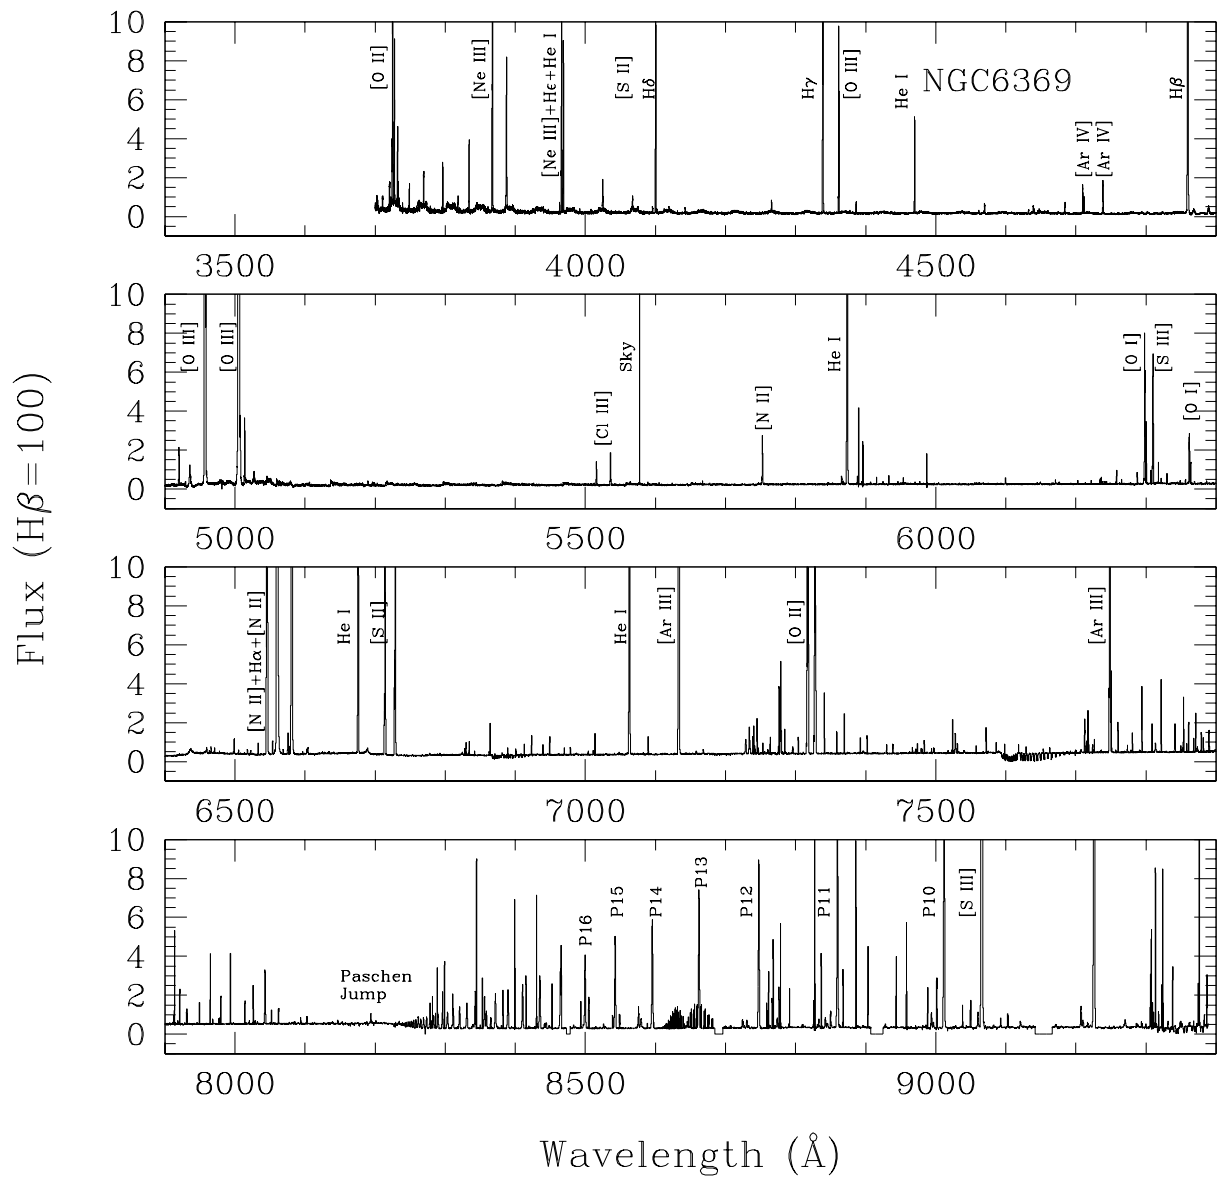 Flux (Hβ=100)
10
8
6
4
2
0
[O II]
[Ne III]
[Ne III]+Hϵ+He I
[S II]
Hδ
Hγ
[O III]
He I
NGC6369
[Ar IV]
[Ar IV]
Hβ
3500
4000
4500
10
8
6
4
2
0
[O III]
[O III]
[Cl III]
Sky
[N II]
He I
[O I]
[S III]
[O I]
5000
5500
6000
10
8
6
4
2
0
[N II]+Hα+[N II]
He I
[S II]
He I
[Ar III]
[O II]
[Ar III]
6500
7000
7500
10
8
6
4
2
0
Paschen
Jump
P16
P15
P14
P13
P12
P11
P10
[S III]
8000
8500
9000
Wavelength (Å)